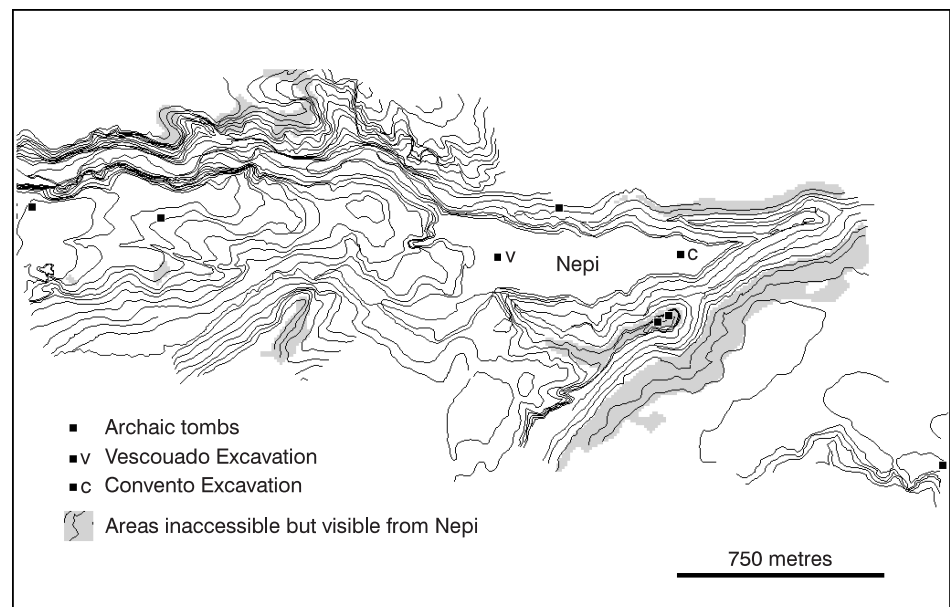 v
Nepi
c
Archaic tombs
v Vescouado Excavation
c Convento Excavation
Areas inaccessible but visible from Nepi
750 metres